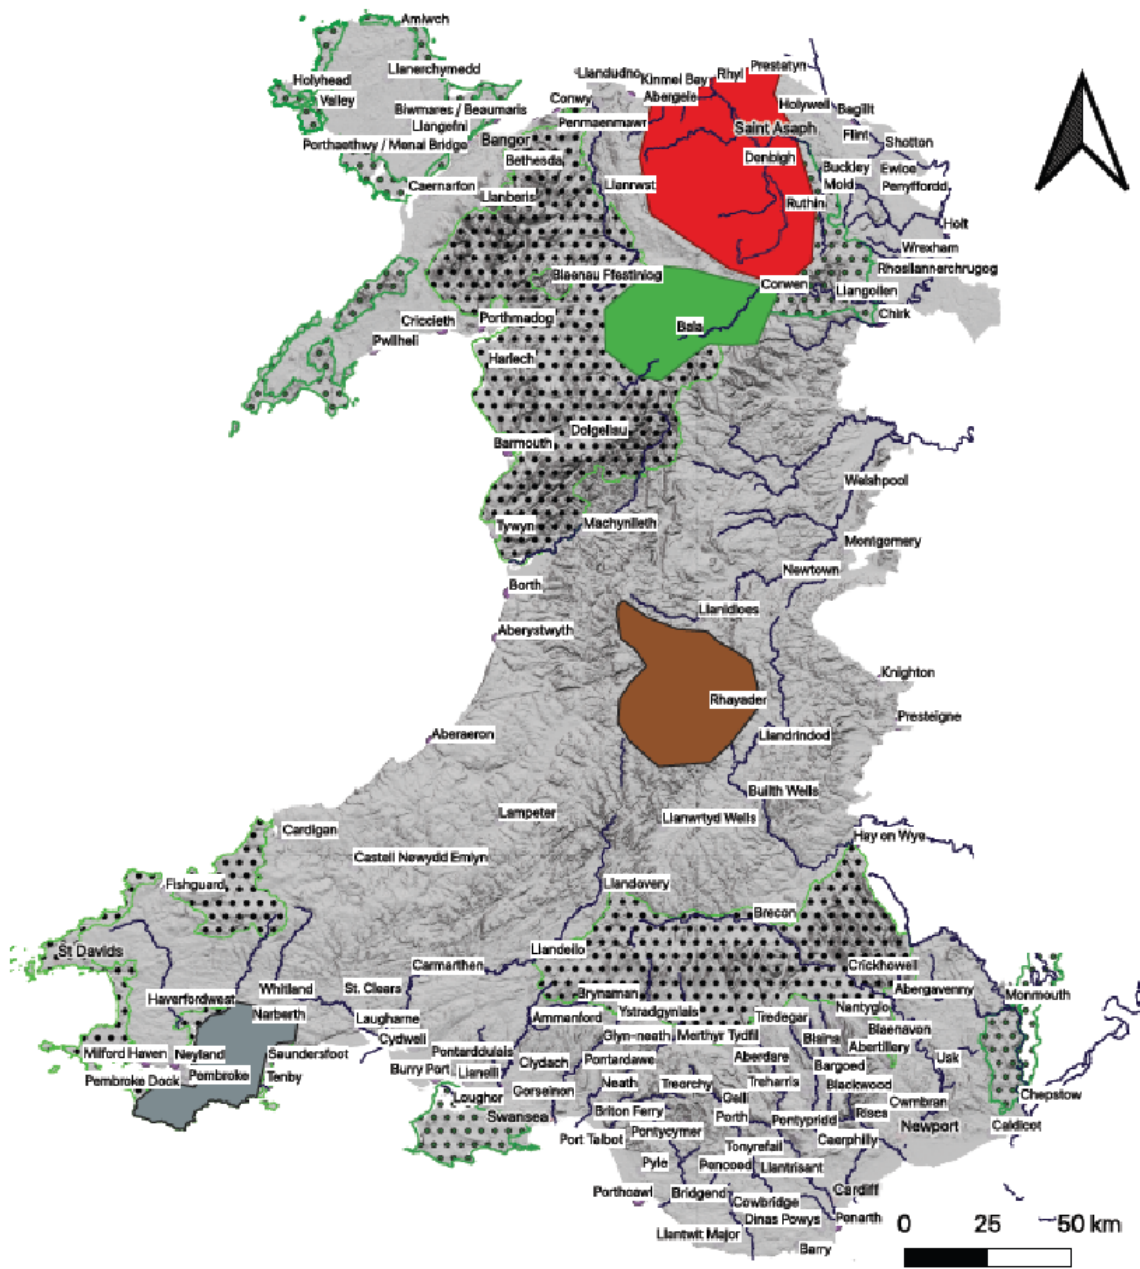 Amlwch
Llanerchymedd
Holyhead
Valley
Biwmares / Beaumaris
Llangefni
Porthaethwy / Menai Bridge
Llandudno
Kinmel Bay
Rhyl
Prestatyn
Conwy
Abergele
Penmaenmawr
Holywell
Bagillt
Saint Asaph
Flint
Shotton
Bangor
Bethesda
Denbigh
Buckley
Ewloe
Caernarfon
Llanberis
Llanrwst
Mold
Penyffordd
Ruthin
Holt
Wrexham
Rhosllannerchrugog
Blaenau Ffestiniog
Corwen
Llangollen
Chirk
Criccieth
Porthmadog
Bala
Pwllheli
Harlech
Dolgellau
Barmouth
Welshpool
Tywyn
Machynlleth
Montgomery
Newtown
Borth
Llanidloes
Aberystwyth
Knighton
Rhayader
Presteigne
Aberaeron
Llandrindod
Builth Wells
Lampeter
Llanwrtyd Wells
Cardigan
Hay on Wye
Castell Newydd Emlyn
Fishguard
Llandovery
Brecon
St Davids
Llandeilo
Carmarthen
Crickhowell
Whitland
St. Clears
Brynaman
Abergavenny
Monmouth
Haverfordwest
Narberth
Laugharne
Ammanford
Ystradgynlais
Tredegar
Nantyglo
Cydweli
Glyn-neath
Merthyr Tydfil
Blaina
Blaenavon
Abertillery
Milford Haven
Neyland
Saundersfoot
Pontarddulais
Clydach
Pontardawe
Aberdare
Bargoed
Usk
Pembroke Dock
Pembroke
Tenby
Burry Port
Llanelli
Gorseinon
Neath
Treorchy
Treharris
Blackwood
Chepstow
Loughor
Gelli
Cwmbran
Swansea
Briton Ferry
Porth
Pontypridd
Risca
Newport
Caldicot
Port Talbot
Pontycymer
Tonyrefail
Caerphilly
Pyle
Pencoed
Llantrisant
Porthcawl
Bridgend
Cowbridge
Cardiff
Dinas Powys
Penarth
Llantwit Major
Barry
0 25 50 km